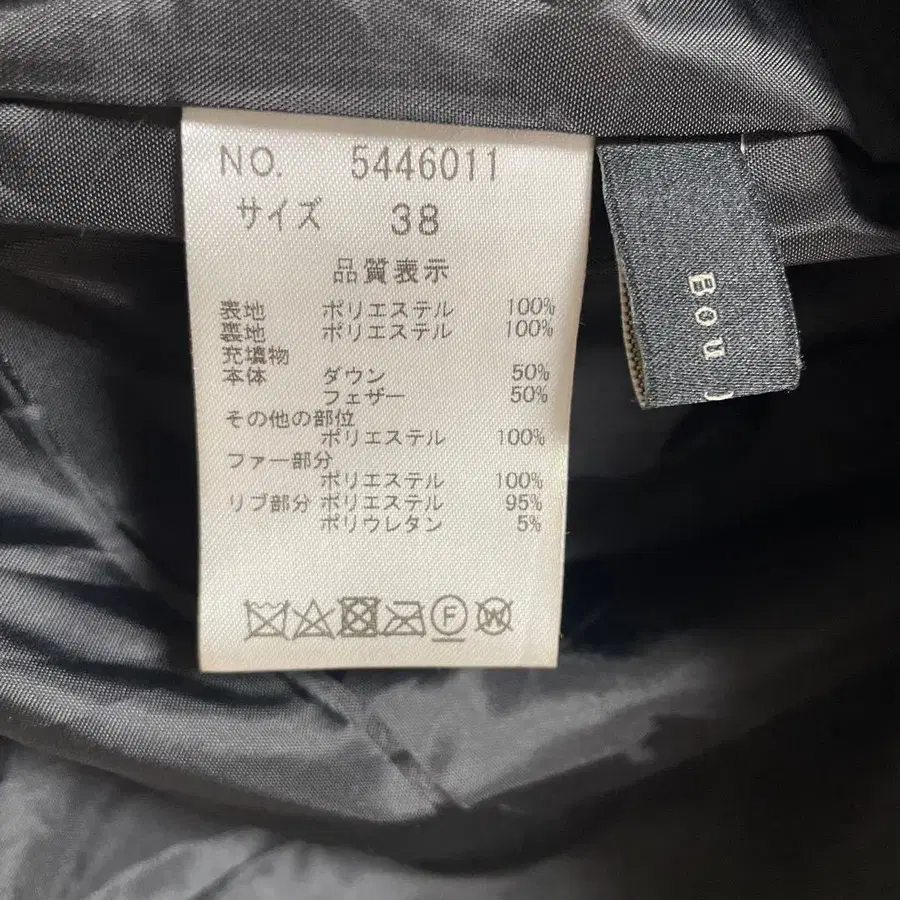 NO. 5446011
サイズ 38
品質表示
表地 ポリエステル 100%
裏地 ポリエステル 100%
充填物
本体 ダウン 50%
フェザー 50%
その他の部位
ポリエステル 100%
ファー部分
ポリエステル 100%
リブ部分 ポリエステル 95%
ポリウレタン 5%
F W
Bou